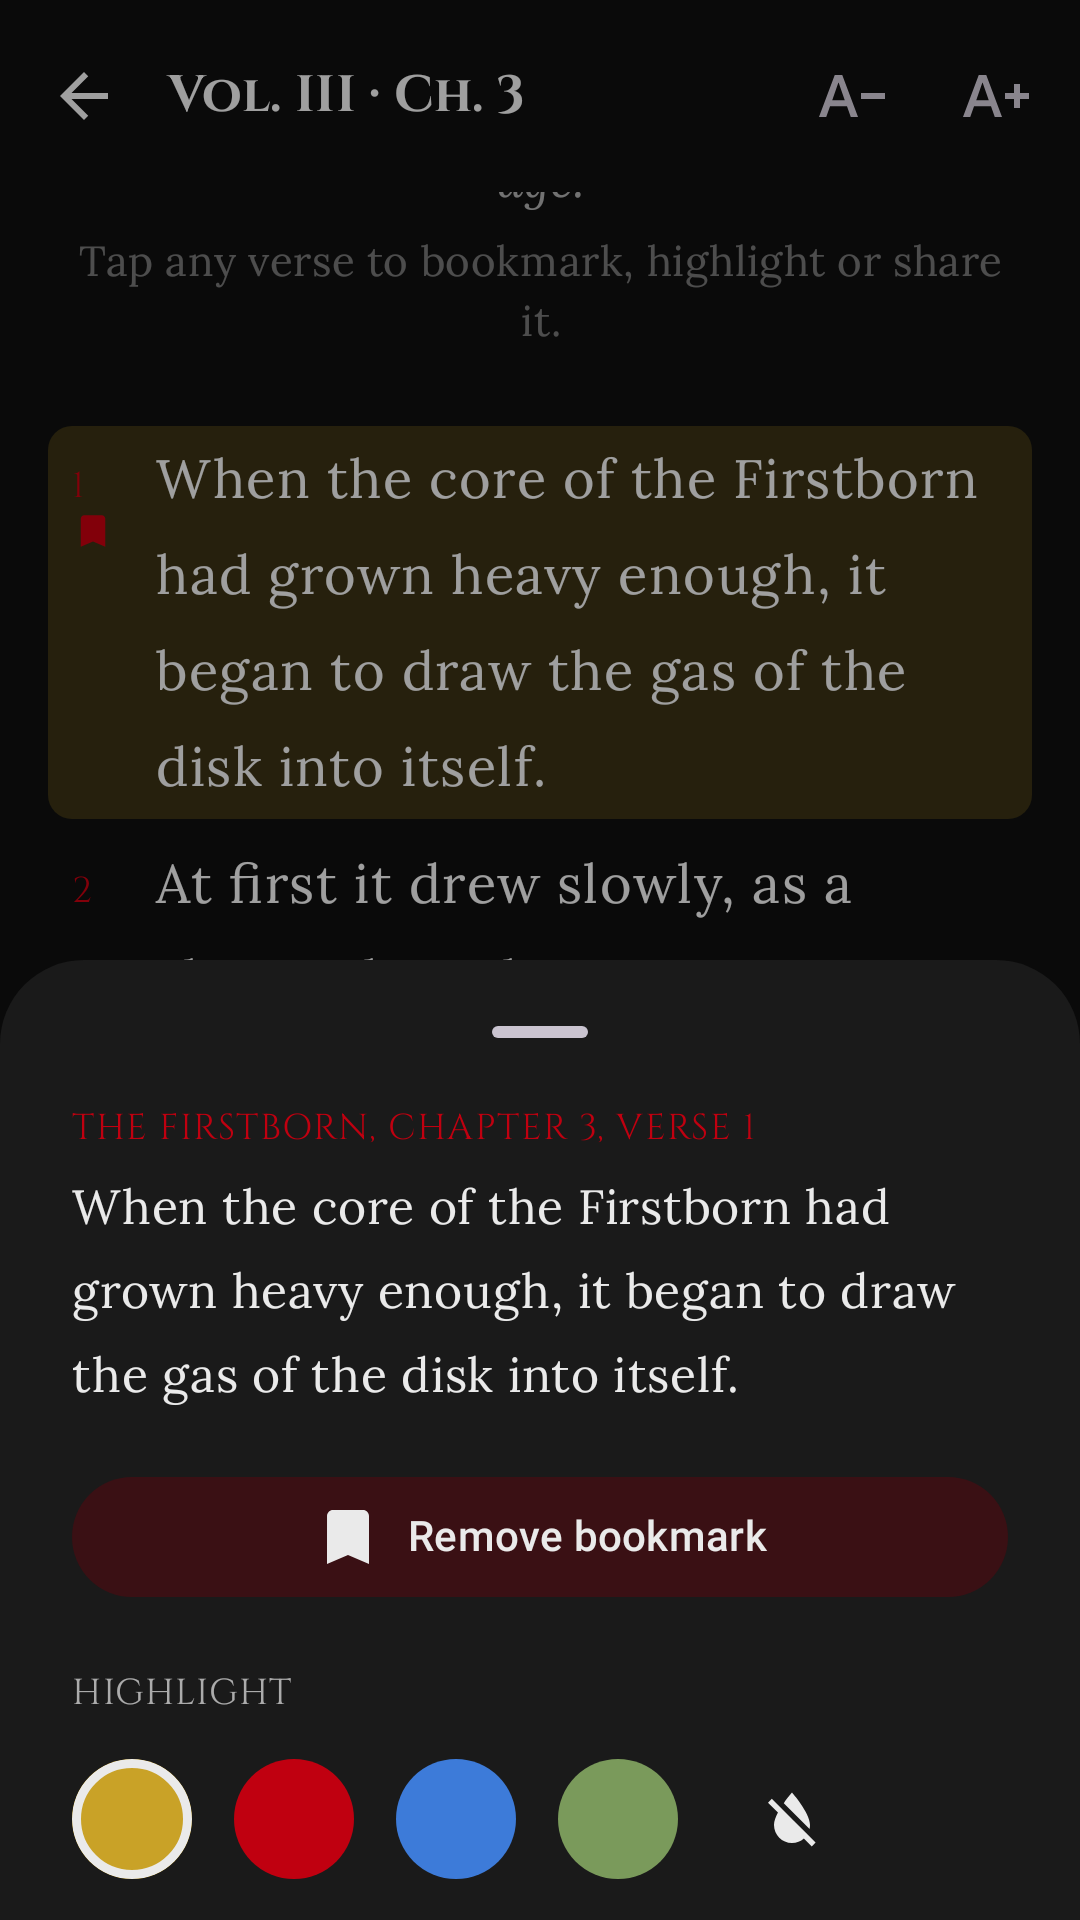 Vol. III · Ch. 3
A-
A+
Tap any verse to bookmark, highlight or share
it.
1
When the core of the Firstborn
had grown heavy enough, it
began to draw the gas of the
disk into itself.
2
At first it drew slowly, as a
THE FIRSTBORN, CHAPTER 3, VERSE 1
When the core of the Firstborn had
grown heavy enough, it began to draw
the gas of the disk into itself.
Remove bookmark
HIGHLIGHT